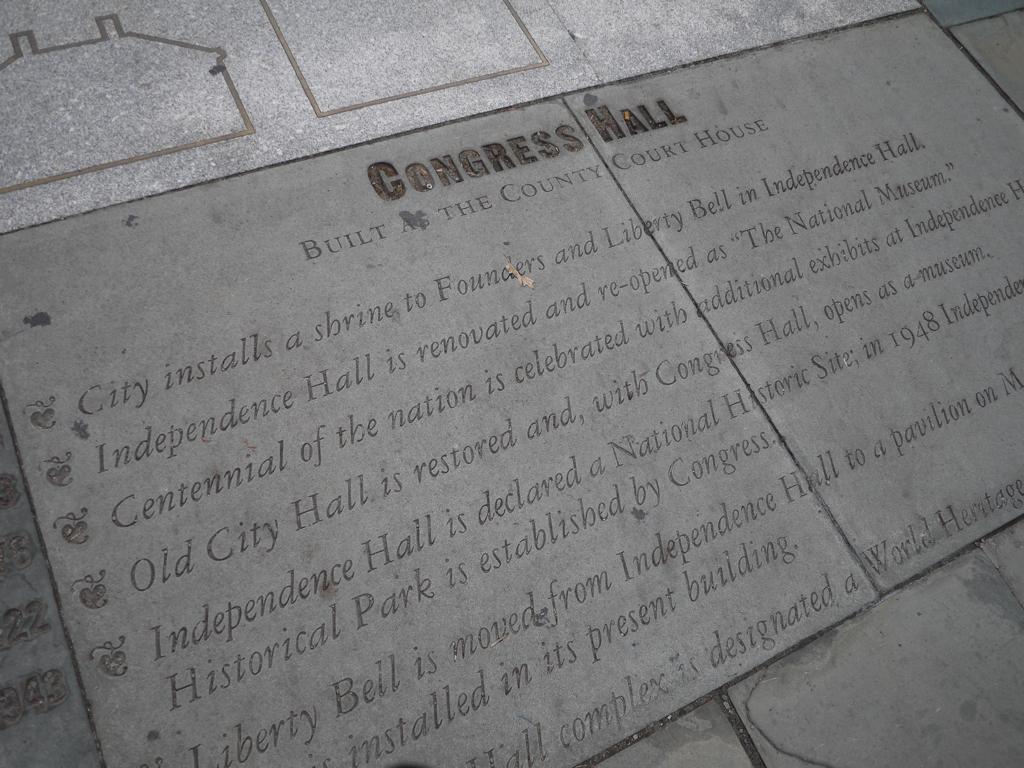 CONGRESS HALL
BUILT AS THE COUNTY COURT HOUSE
City installs a shrine to Founders and Liberty Bell in Independence Hall.
Independence Hall is renovated and re-opened as "The National Museum."
Centennial of the nation is celebrated with additional exhibits at Independence H
Old City Hall is restored and, with Congress Hall, opens as a museum.
Independence Hall is declared a National Historic Site; in 1948 Independe
Historical Park is established by Congress.
Liberty Bell is moved from Independence Hall to a pavilion on M
is installed in its present building.
Hall complex is designated a World Heritage
22
943